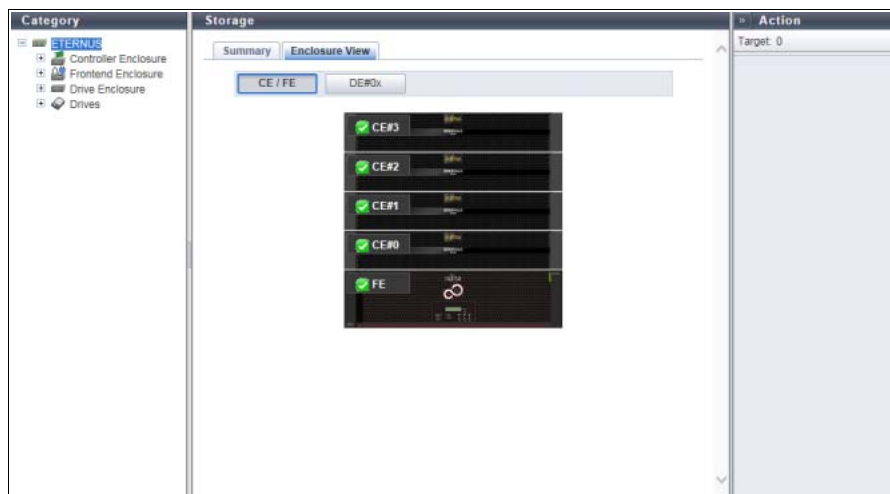 Category
ETERNUS
Controller Enclosure
Frontend Enclosure
Drive Enclosure
Drives
Storage
Summary
Enclosure View
CE / FE
DE#0x
CE#3
CE#2
CE#1
CE#0
FE
» Action
Target: 0